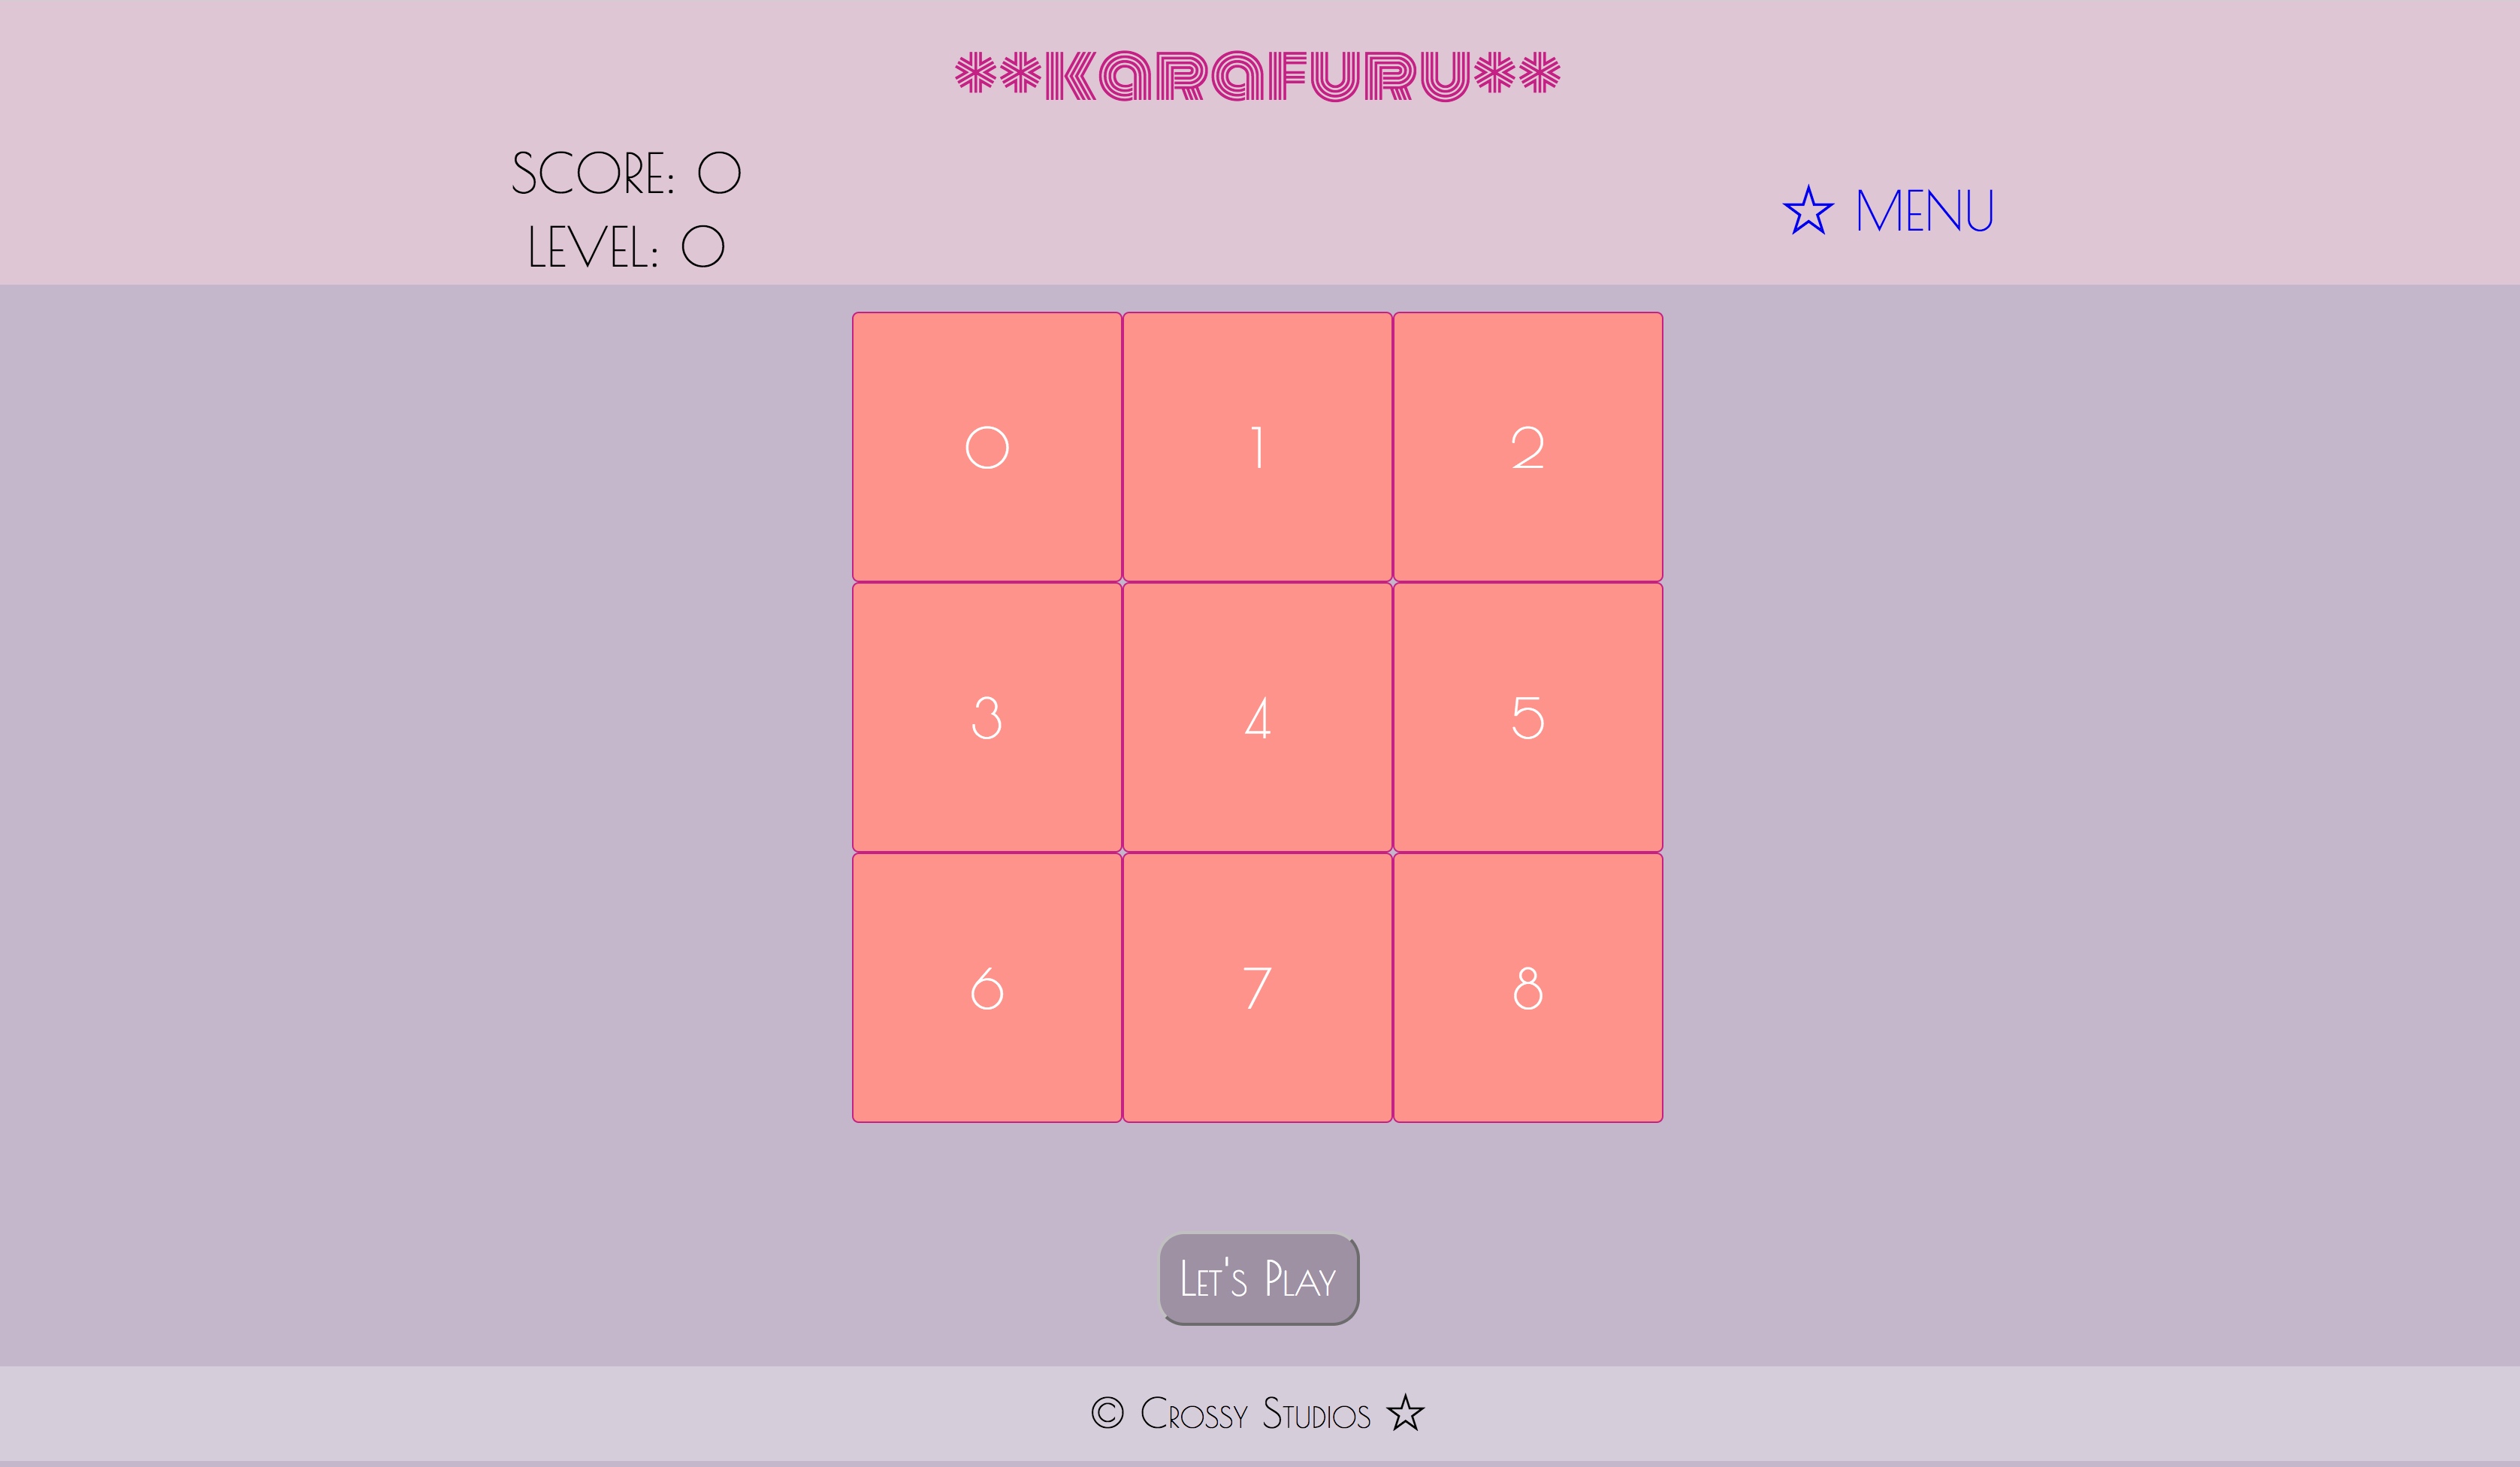 **KARAFURU**
SCORE: 0
LEVEL: 0
☆ MENU
0 1 2
3 4 5
6 7 8
Let's Play
© Crossy Studios ☆